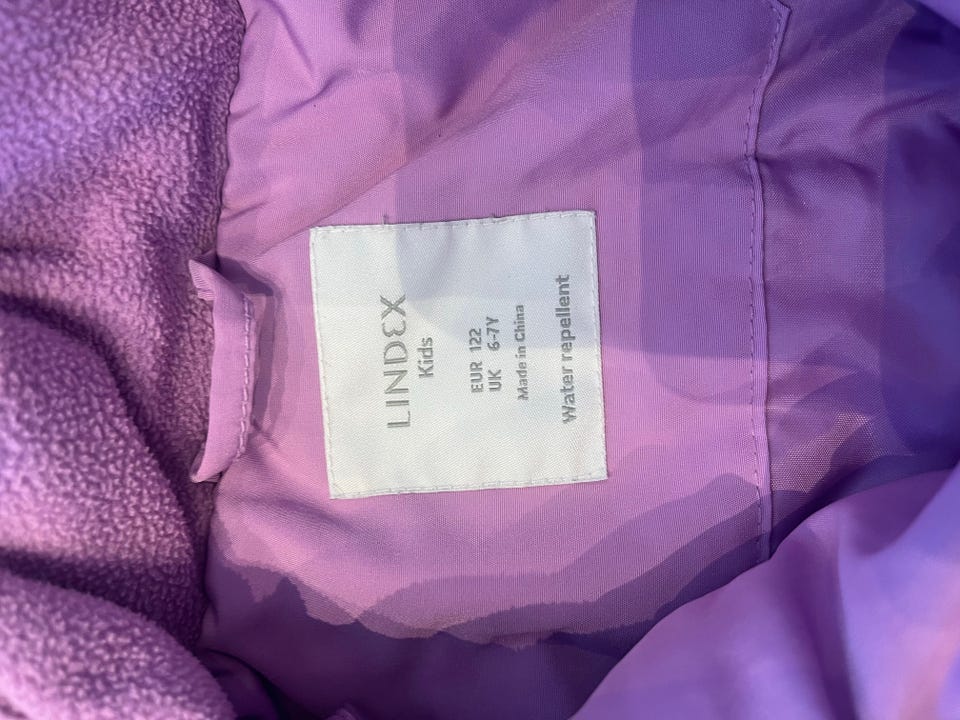 LINDEX
Kids
EUR 122
UK 6-7Y
Made in China
Water repellent